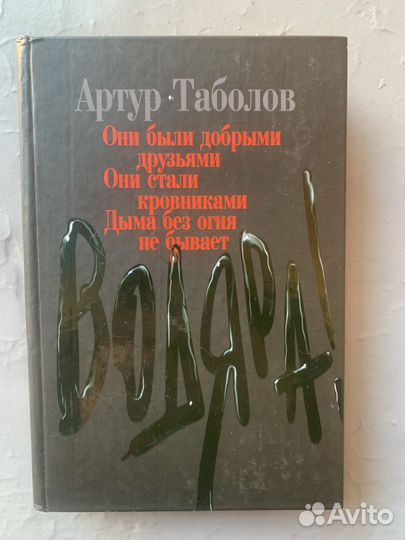 Артур Таболов
Они были добрыми
друзьями
Они стали
кровниками
Дыма без огня
не бывает
ВОДЯРА!
Avito